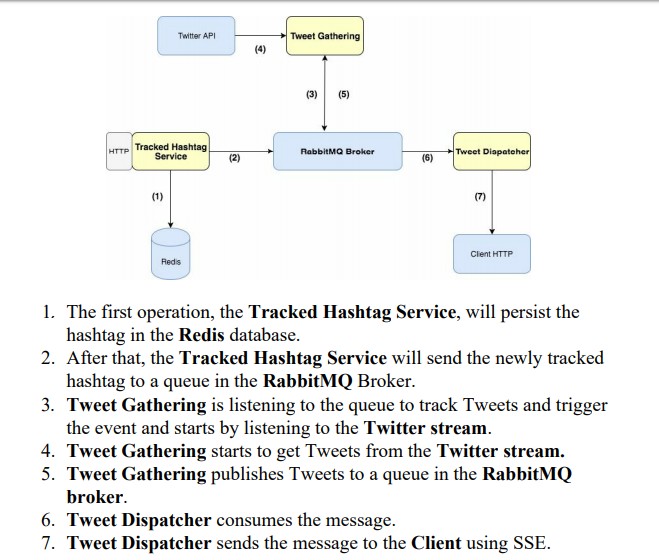 Twitter API
Tweet Gathering
(4)
(3)
(5)
HTTP
Tracked Hashtag
Service
(2)
RabbitMQ Broker
(6)
Tweet Dispatcher
(1)
(7)
Redis
Client HTTP
1. The first operation, the Tracked Hashtag Service, will persist the
hashtag in the Redis database.
2. After that, the Tracked Hashtag Service will send the newly tracked
hashtag to a queue in the RabbitMQ Broker.
3. Tweet Gathering is listening to the queue to track Tweets and trigger
the event and starts by listening to the Twitter stream.
4. Tweet Gathering starts to get Tweets from the Twitter stream.
5. Tweet Gathering publishes Tweets to a queue in the RabbitMQ
broker.
6. Tweet Dispatcher consumes the message.
7. Tweet Dispatcher sends the message to the Client using SSE.